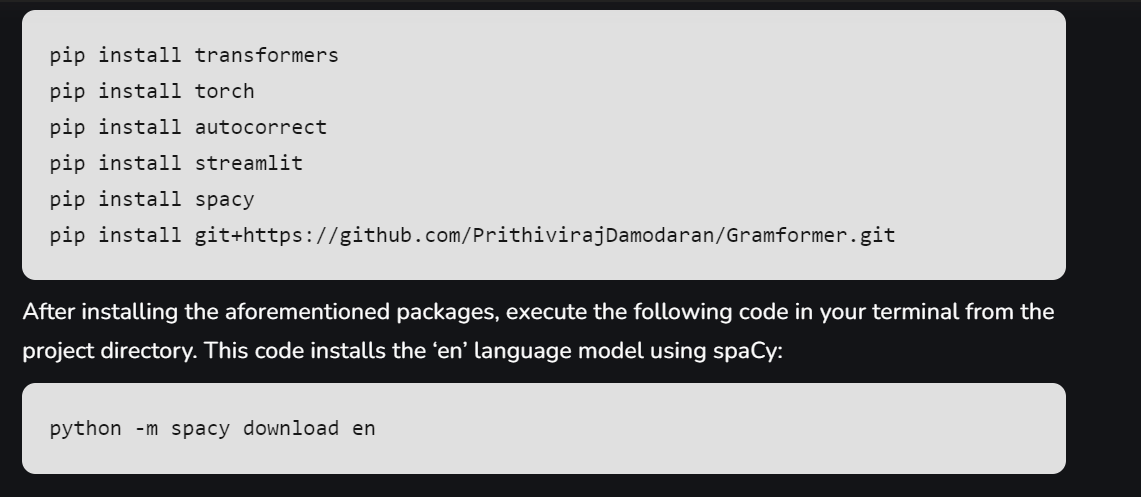 pip install transformers
pip install torch
pip install autocorrect
pip install streamlit
pip install spacy
pip install git+https://github.com/PrithivirajDamodaran/Gramformer.git
After installing the aforementioned packages, execute the following code in your terminal from the
project directory. This code installs the ‘en’ language model using spaCy:
python -m spacy download en